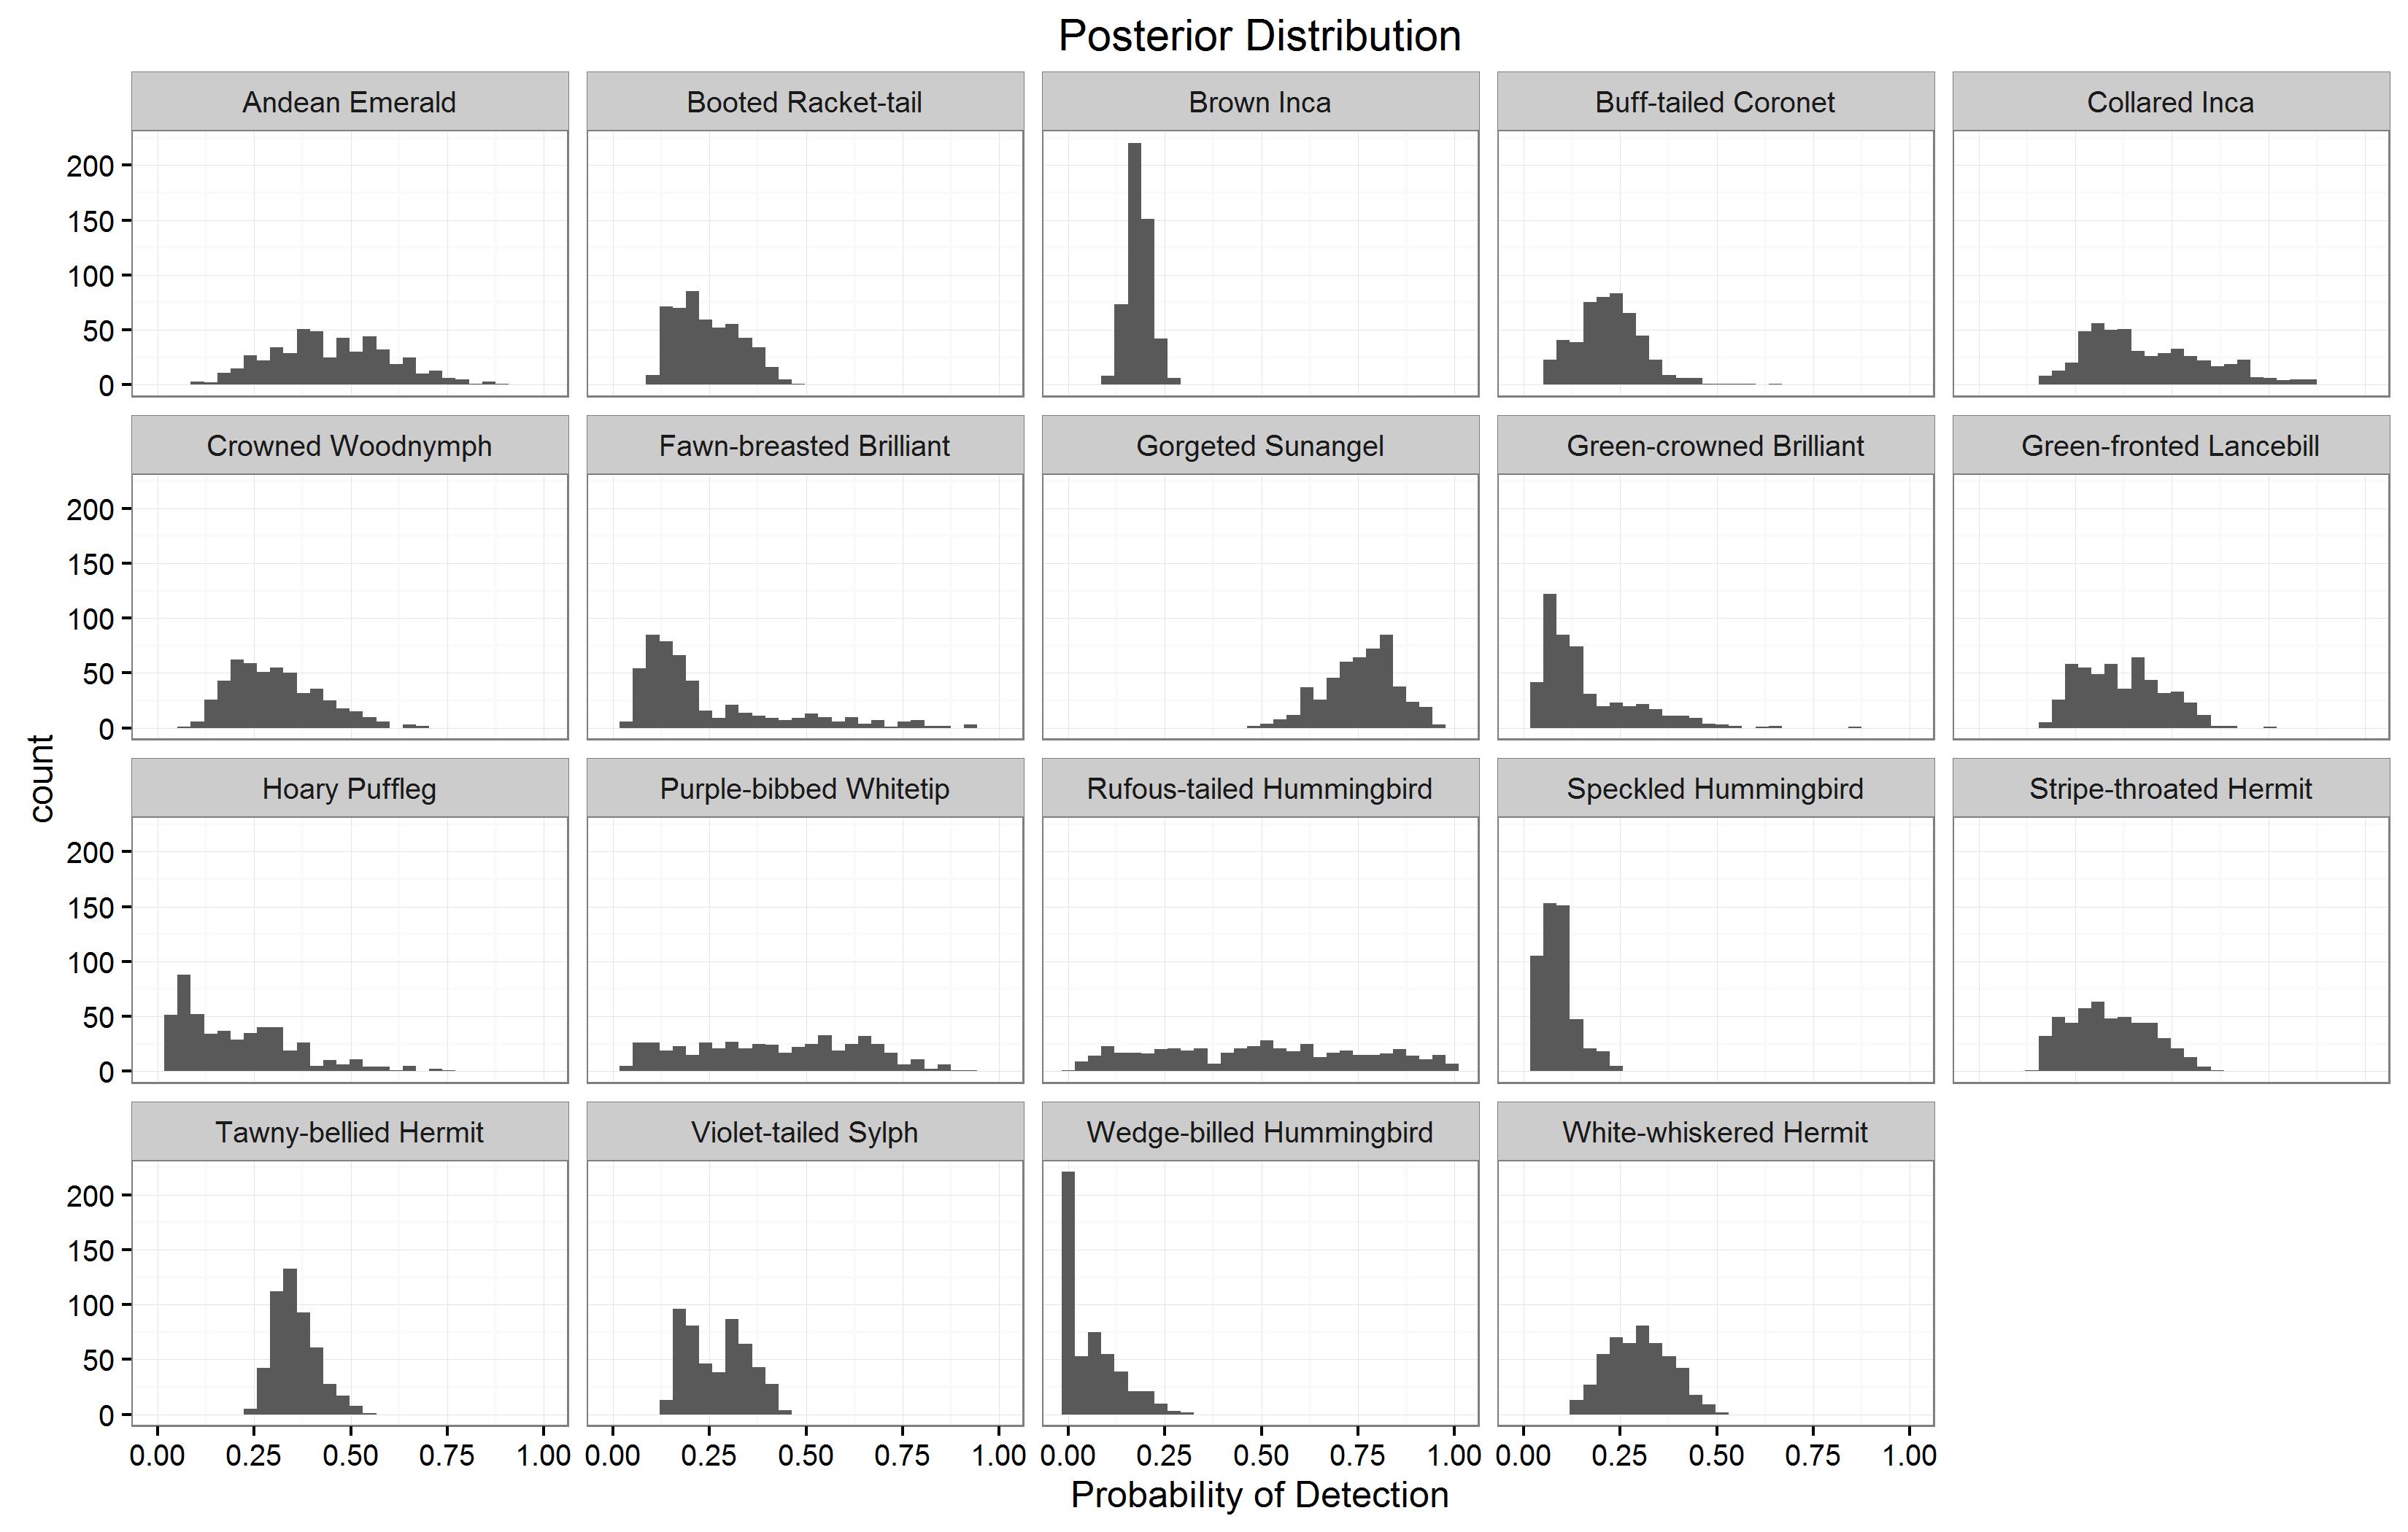 Posterior Distribution
Andean Emerald
Booted Racket-tail
Brown Inca
Buff-tailed Coronet
Collared Inca
200
150
100
50
0
Crowned Woodnymph
Fawn-breasted Brilliant
Gorgeted Sunangel
Green-crowned Brilliant
Green-fronted Lancebill
200
150
100
50
0
count
Hoary Puffleg
Purple-bibbed Whitetip
Rufous-tailed Hummingbird
Speckled Hummingbird
Stripe-throated Hermit
200
150
100
50
0
Tawny-bellied Hermit
Violet-tailed Sylph
Wedge-billed Hummingbird
White-whiskered Hermit
200
150
100
50
0
0.00 0.25 0.50 0.75 1.00 0.00 0.25 0.50 0.75 1.00 0.00 0.25 0.50 0.75 1.00 0.00 0.25 0.50 0.75 1.00
Probability of Detection